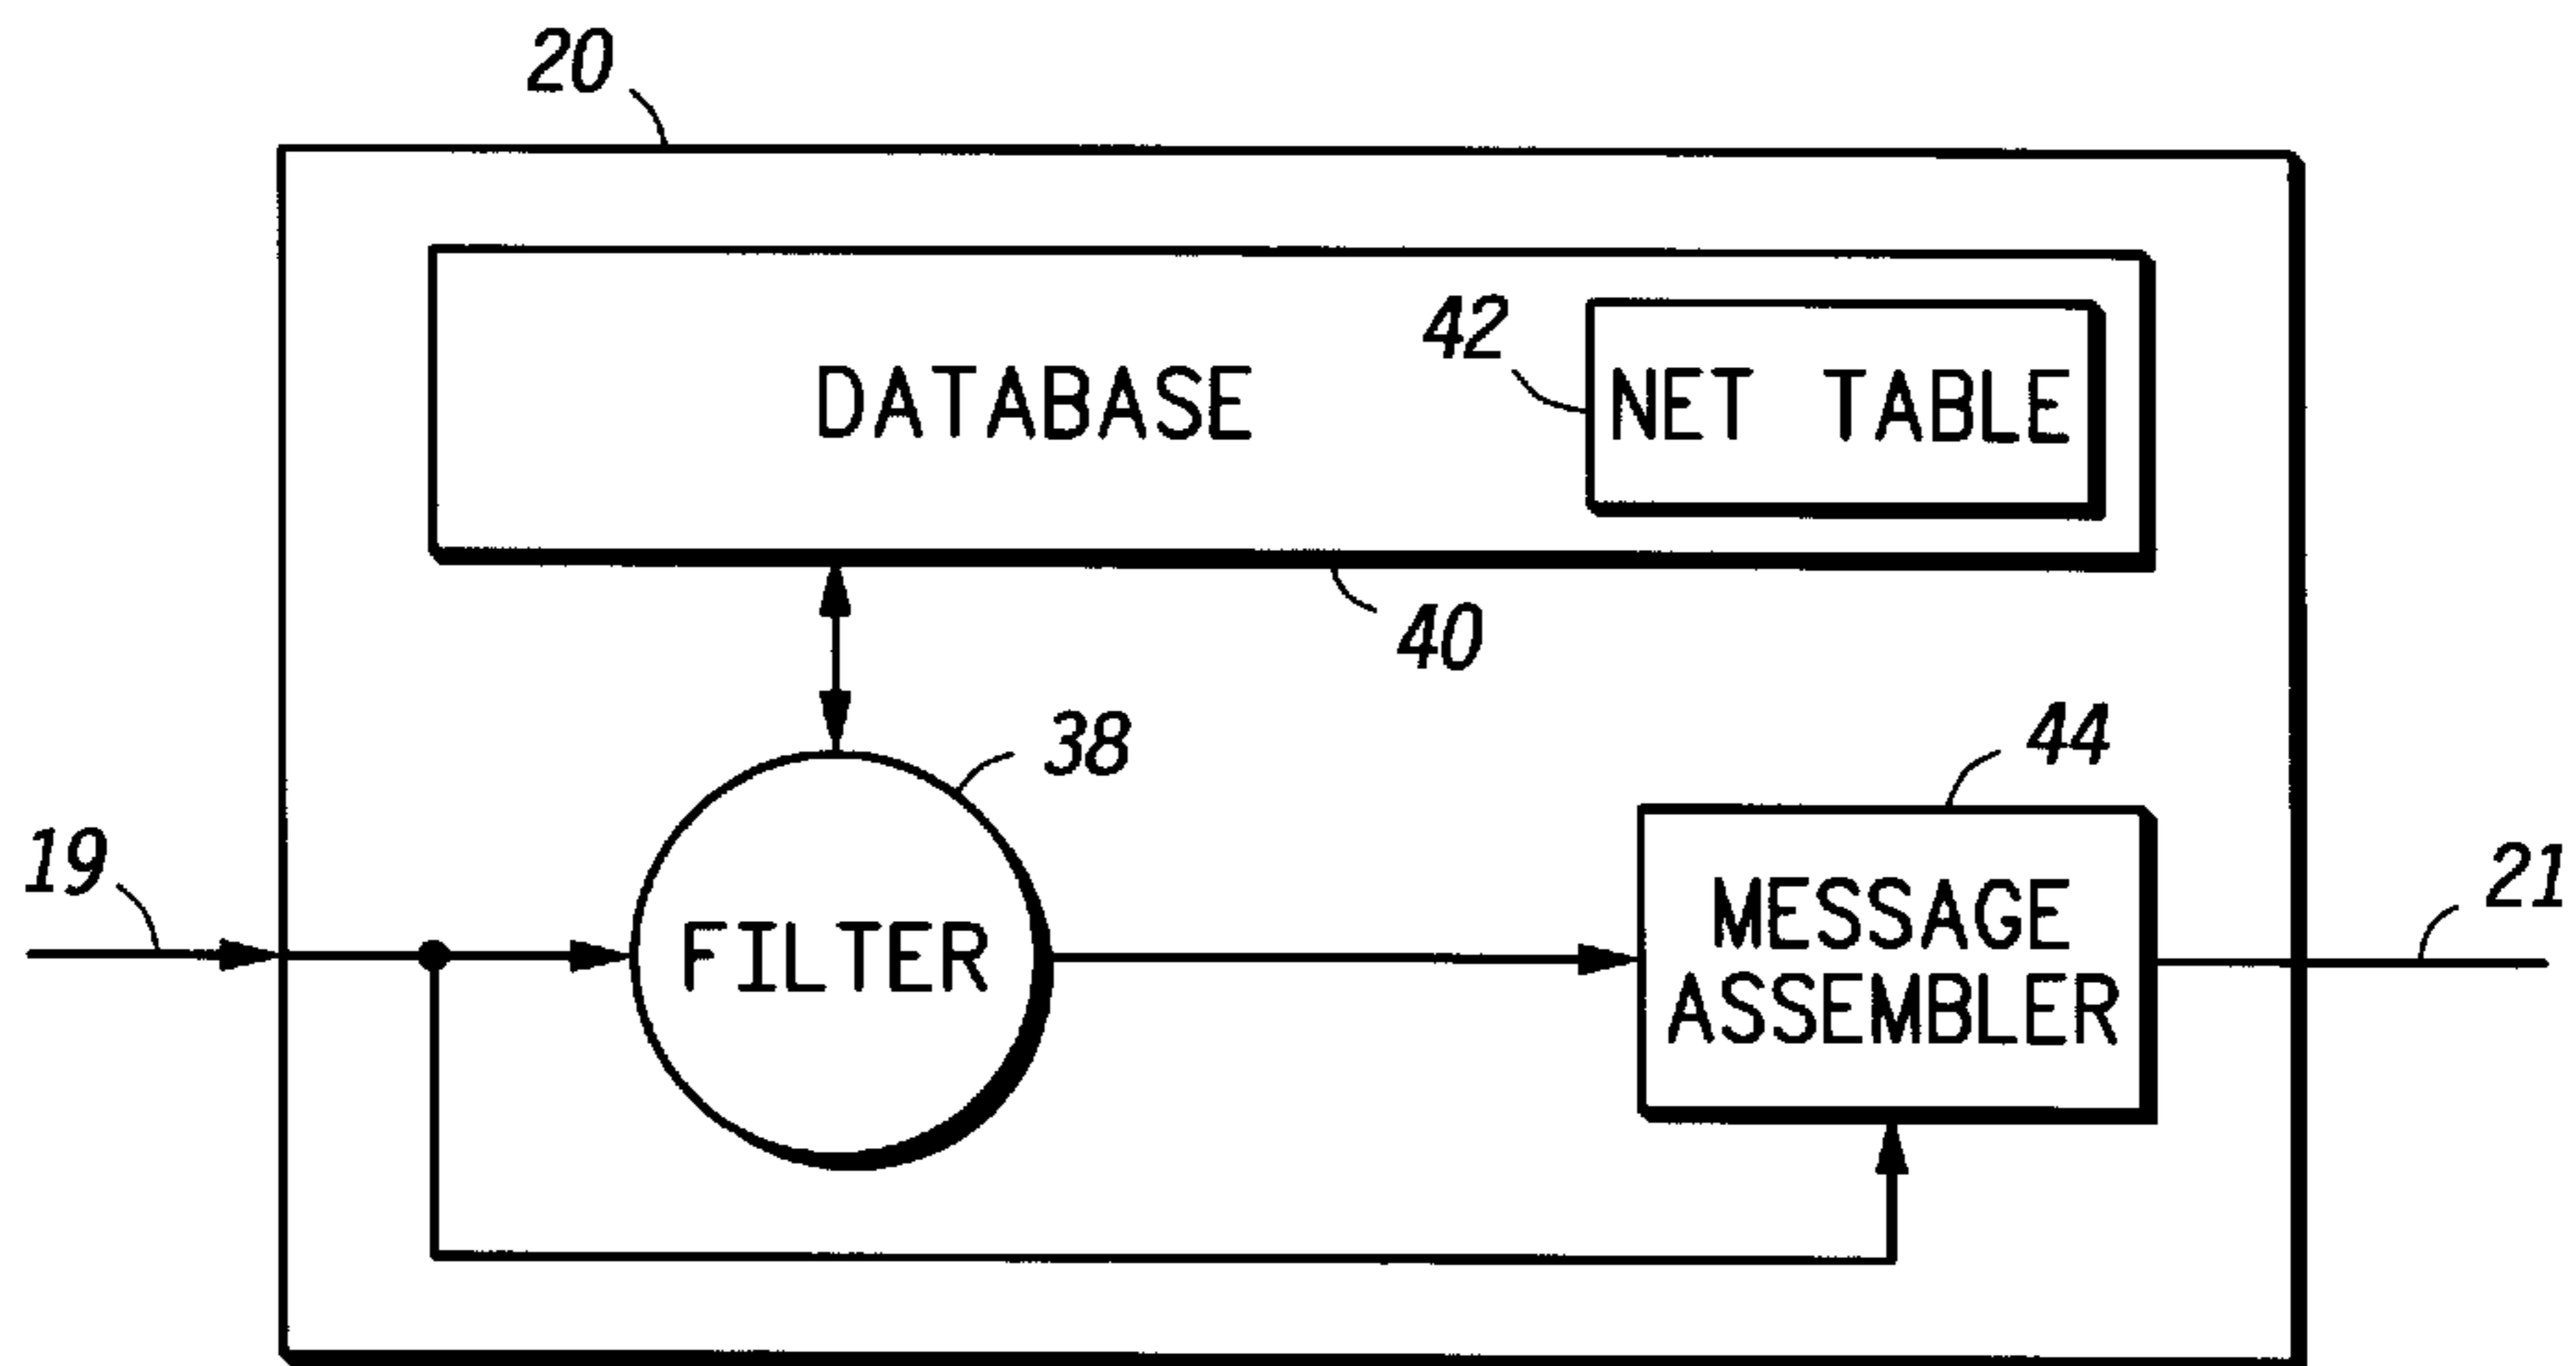 20
42
DATABASE
NET TABLE
40
38
44
19
21
FILTER
MESSAGE
ASSEMBLER